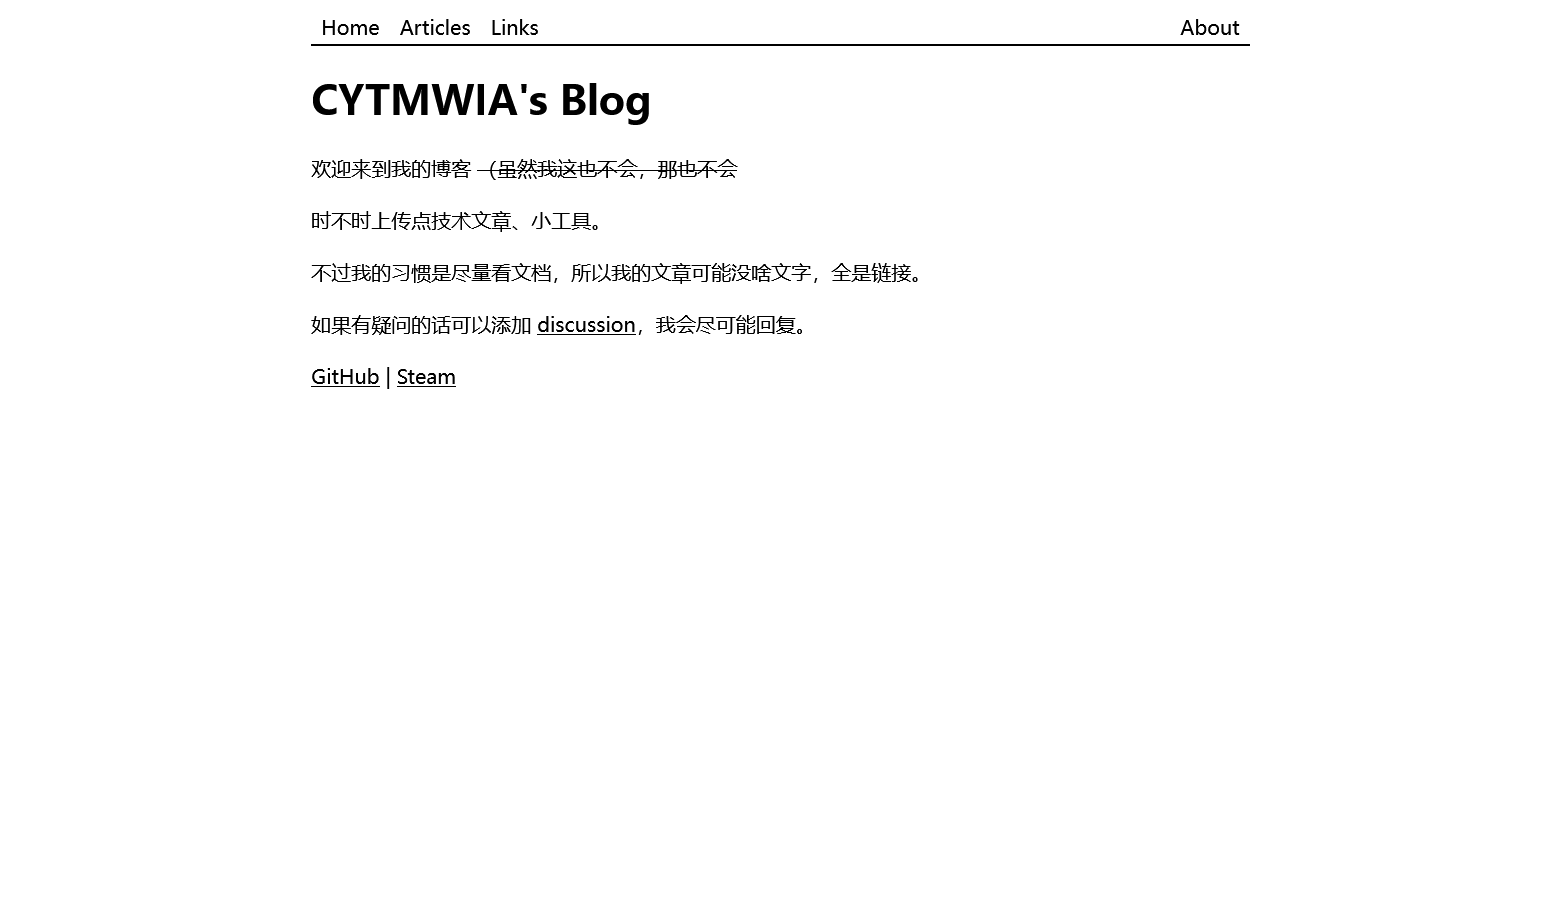 Home Articles Links About
CYTMWIA's Blog
欢迎来到我的博客 （虽然我这也不会，那也不会
时不时上传点技术文章、小工具。
不过我的习惯是尽量看文档，所以我的文章可能没啥文字，全是链接。
如果有疑问的话可以添加 discussion，我会尽可能回复。
GitHub | Steam